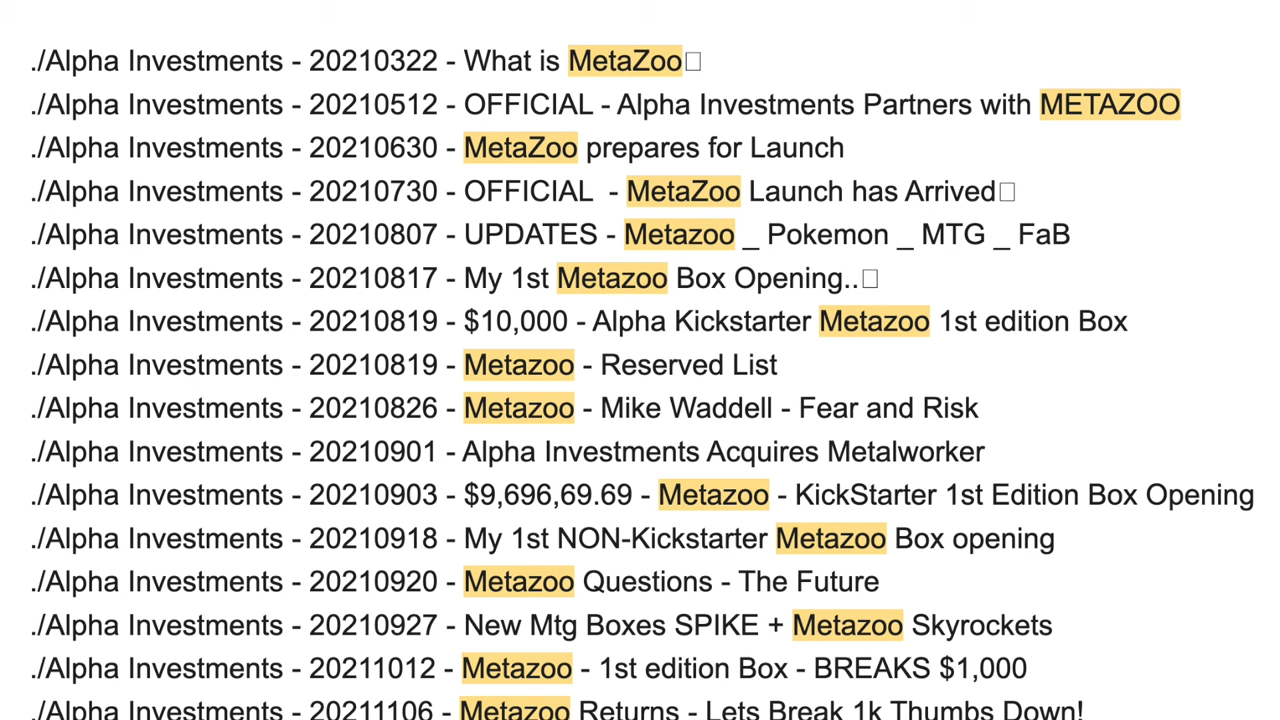 ./Alpha Investments - 20210322 - What is MetaZoo□
./Alpha Investments - 20210512 - OFFICIAL - Alpha Investments Partners with METAZOO
./Alpha Investments - 20210630 - MetaZoo prepares for Launch
./Alpha Investments - 20210730 - OFFICIAL  - MetaZoo Launch has Arrived□
./Alpha Investments - 20210807 - UPDATES - Metazoo _ Pokemon _ MTG _ FaB
./Alpha Investments - 20210817 - My 1st Metazoo Box Opening..□
./Alpha Investments - 20210819 - $10,000 - Alpha Kickstarter Metazoo 1st edition Box
./Alpha Investments - 20210819 - Metazoo - Reserved List
./Alpha Investments - 20210826 - Metazoo - Mike Waddell - Fear and Risk
./Alpha Investments - 20210901 - Alpha Investments Acquires Metalworker
./Alpha Investments - 20210903 - $9,696,69.69 - Metazoo - KickStarter 1st Edition Box Opening
./Alpha Investments - 20210918 - My 1st NON-Kickstarter Metazoo Box opening
./Alpha Investments - 20210920 - Metazoo Questions - The Future
./Alpha Investments - 20210927 - New Mtg Boxes SPIKE + Metazoo Skyrockets
./Alpha Investments - 20211012 - Metazoo - 1st edition Box - BREAKS $1,000
./Alpha Investments - 20211106 - Metazoo Returns - Lets Break 1k Thumbs Down!